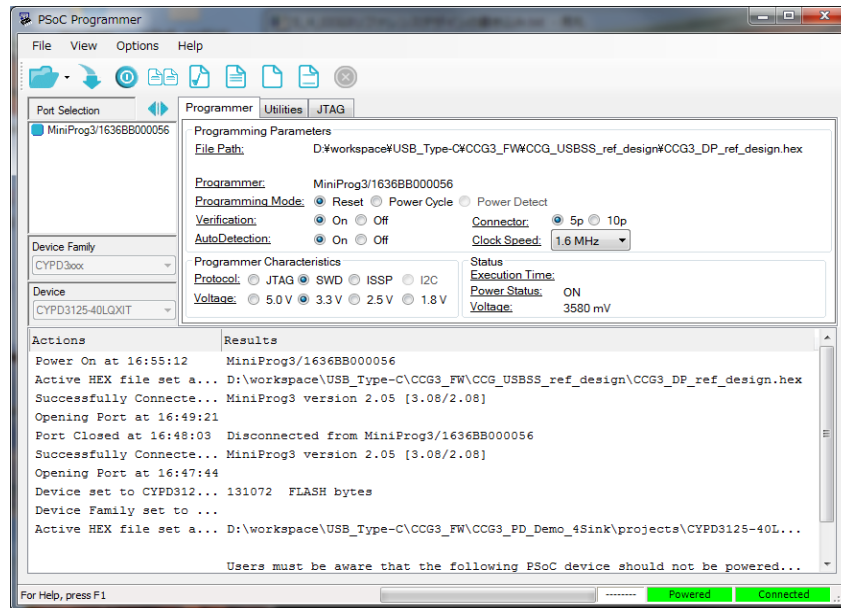 PSoC Programmer
File View Options Help
Port Selection
Programmer Utilities JTAG
MiniProg3/1636BB000056
Programming Parameters
File Path: D:¥workspace¥USB_Type-C¥CCG3_FW¥CCG_USBSS_ref_design¥CCG3_DP_ref_design.hex
Programmer: MiniProg3/1636BB000056
Programming Mode: Reset Power Cycle Power Detect
Verification: On Off Connector: 5p 10p
AutoDetection: On Off Clock Speed: 1.6 MHz
Device Family
CYPD3xxx
Device
CYPD3125-40LQXIT
Programmer Characteristics
Protocol: JTAG SWD ISSP I2C
Voltage: 5.0 V 3.3 V 2.5 V 1.8 V
Status
Execution Time:
Power Status: ON
Voltage: 3580 mV
Actions Results
Power On at 16:55:12 MiniProg3/1636BB000056
Active HEX file set a... D:\workspace\USB_Type-C\CCG3_FW\CCG_USBSS_ref_design\CCG3_DP_ref_design.hex
Successfully Connecte... MiniProg3 version 2.05 [3.08/2.08]
Opening Port at 16:49:21
Port Closed at 16:48:03 Disconnected from MiniProg3/1636BB000056
Successfully Connecte... MiniProg3 version 2.05 [3.08/2.08]
Opening Port at 16:47:44
Device set to CYPD312... 131072 FLASH bytes
Device Family set to ...
Active HEX file set a... D:\workspace\USB_Type-C\CCG3_FW\CCG3_PD_Demo_4Sink\projects\CYPD3125-40L...
Users must be aware that the following PSoC device should not be powered...
For Help, press F1
-------- Powered Connected